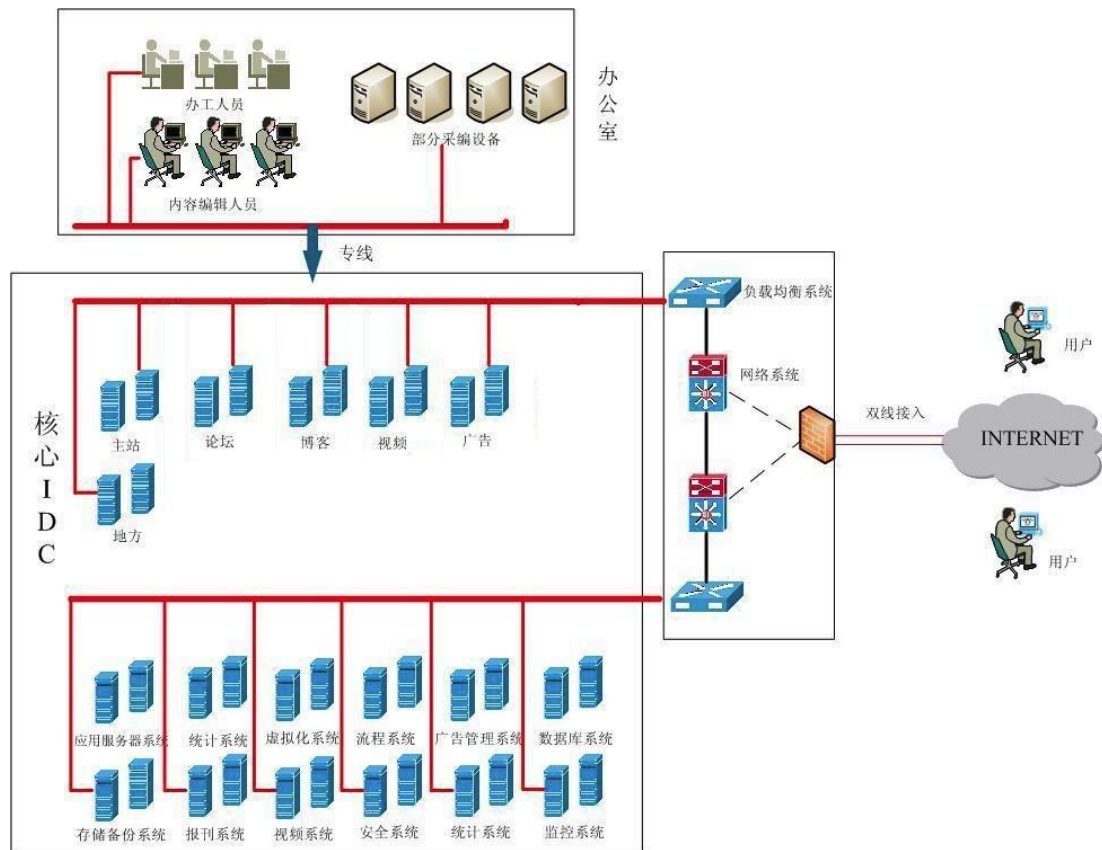 办工人员
部分采编设备
办公室
内容编辑人员
专线
负载均衡系统
用户
网络系统
双线接入
INTERNET
核心IDC
主站
论坛
博客
视频
广告
地方
用户
应用服务器系统
统计系统
虚拟化系统
流程系统
广告管理系统
数据库系统
存储备份系统
报刊系统
视频系统
安全系统
统计系统
监控系统